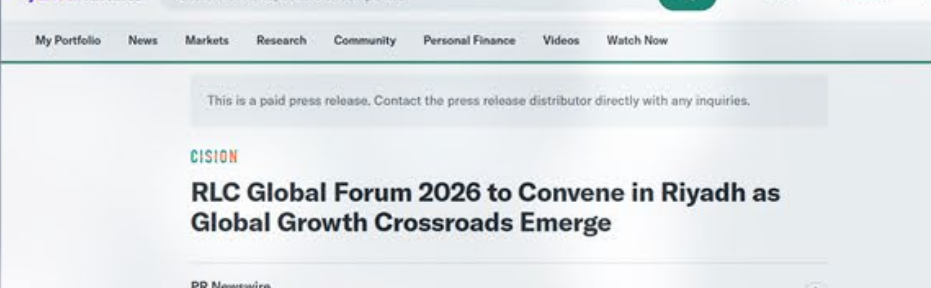 My Portfolio News Markets Research Community Personal Finance Videos Watch Now
This is a paid press release. Contact the press release distributor directly with any inquiries.
CISION
RLC Global Forum 2026 to Convene in Riyadh as
Global Growth Crossroads Emerge
PR Newswire